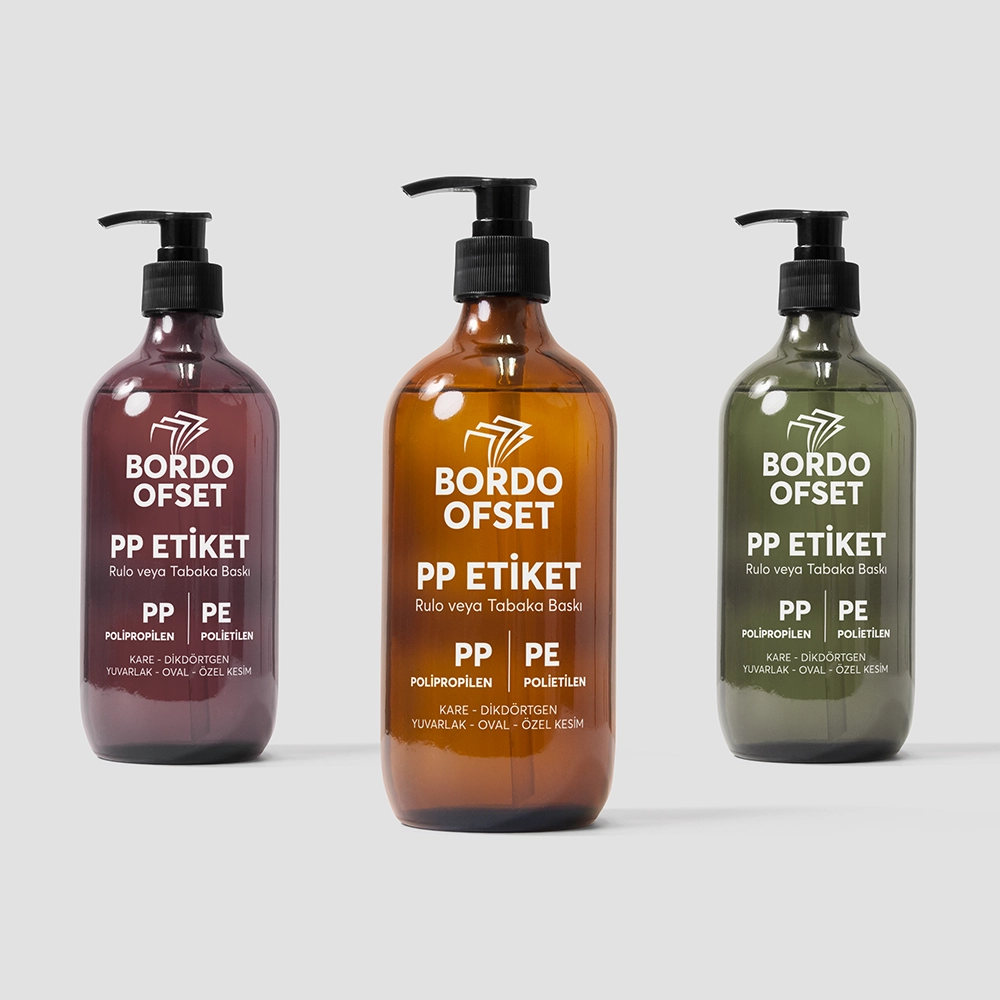 BORDO
OFSET
PP ETİKET
Rulo veya Tabaka Baskı
PP | PE
POLİPROPİLEN POLİETİLEN
KARE - DİKDÖRTGEN
YUVARLAK - OVAL - ÖZEL KESİM
BORDO
OFSET
PP ETİKET
Rulo veya Tabaka Baskı
PP | PE
POLİPROPİLEN POLİETİLEN
KARE - DİKDÖRTGEN
YUVARLAK - OVAL - ÖZEL KESİM
BORDO
OFSET
PP ETİKET
Rulo veya Tabaka Baskı
PP | PE
POLİPROPİLEN POLİETİLEN
KARE - DİKDÖRTGEN
YUVARLAK - OVAL - ÖZEL KESİM